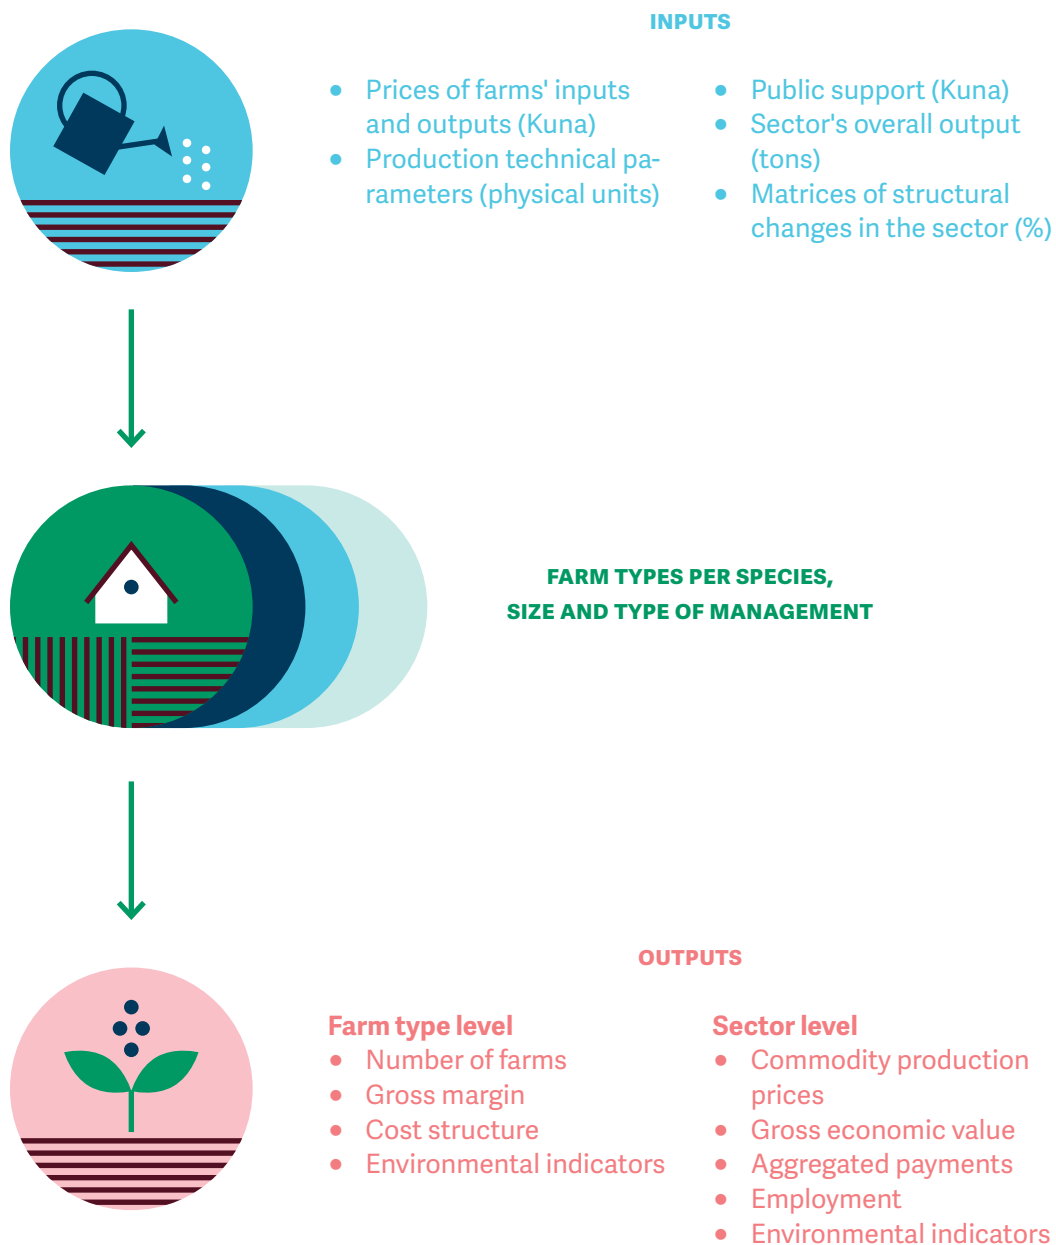 INPUTS
• Prices of farms' inputs
and outputs (Kuna)
• Production technical pa-
rameters (physical units)
• Public support (Kuna)
• Sector's overall output
(tons)
• Matrices of structural
changes in the sector (%)
FARM TYPES PER SPECIES,
SIZE AND TYPE OF MANAGEMENT
OUTPUTS
Farm type level
• Number of farms
• Gross margin
• Cost structure
• Environmental indicators
Sector level
• Commodity production
prices
• Gross economic value
• Aggregated payments
• Employment
• Environmental indicators